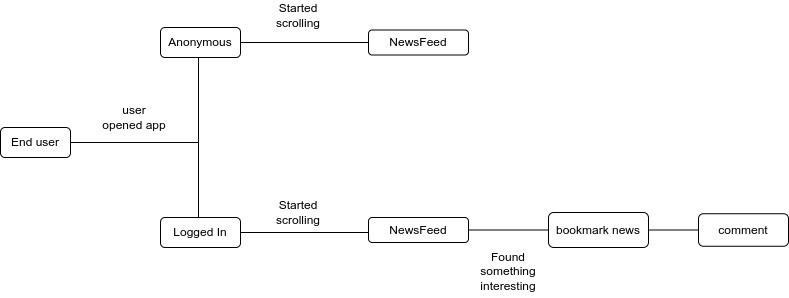 Started
scrolling
Anonymous
NewsFeed
user
opened app
End user
Started
scrolling
Logged In
NewsFeed
bookmark news
comment
Found
something
interesting